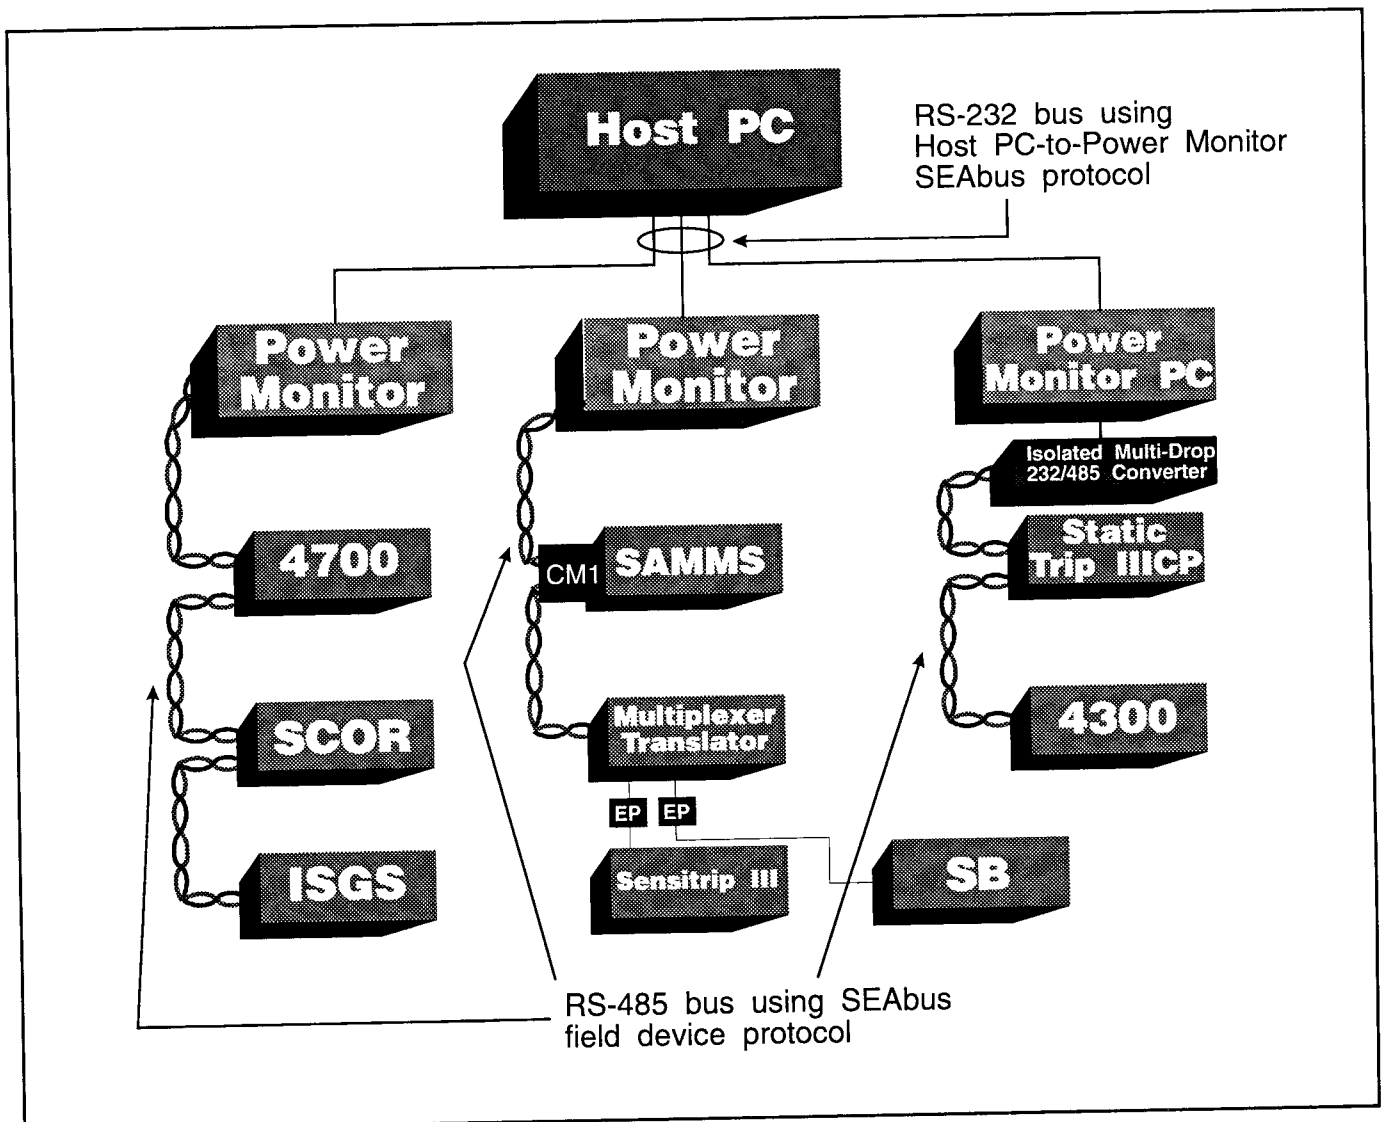 Host PC
RS-232 bus using
Host PC-to-Power Monitor
SEAbus protocol
Power
Monitor
Power
Monitor
Power
Monitor PC
Isolated Multi-Drop
232/485 Converter
4700
CM1
SAMMS
Static
Trip IIICP
SCOR
Multiplexer
Translator
4300
EP
EP
ISGS
Sensitrip III
SB
RS-485 bus using SEAbus
field device protocol